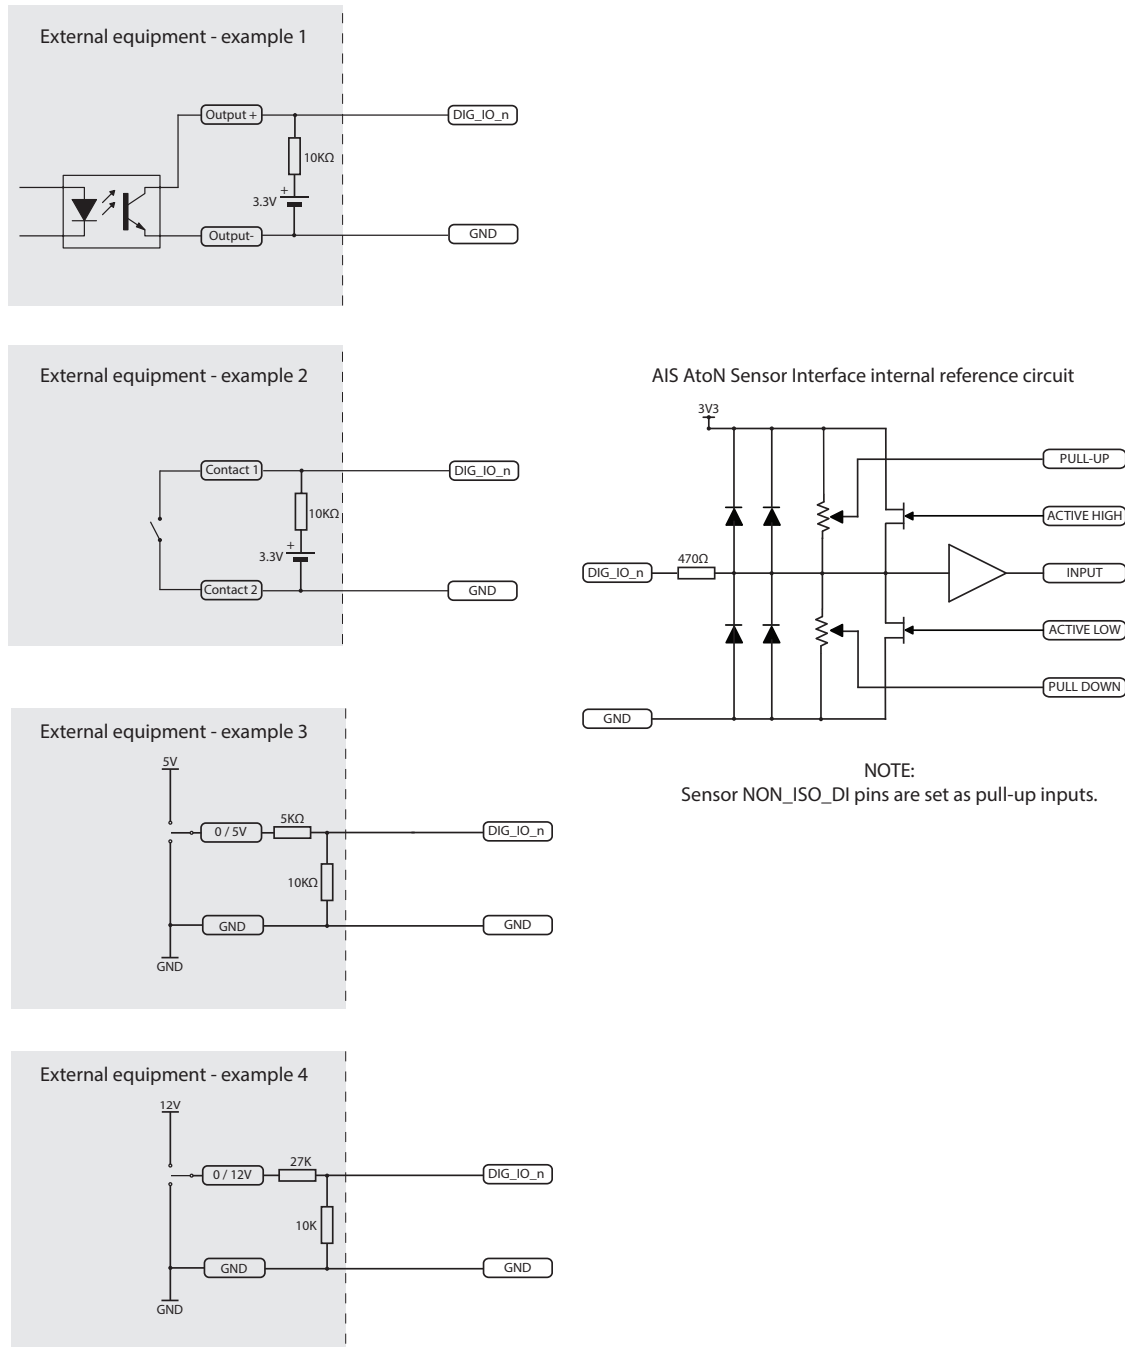 External equipment - example 1
Output +
DIG_IO_n
10KΩ
+
3.3V
Output-
GND
External equipment - example 2
Contact 1
DIG_IO_n
10KΩ
+
3.3V
Contact 2
GND
AIS AtoN Sensor Interface internal reference circuit
3V3
PULL-UP
ACTIVE HIGH
470Ω
DIG_IO_n
INPUT
ACTIVE LOW
PULL DOWN
GND
NOTE:
Sensor NON_ISO_DI pins are set as pull-up inputs.
External equipment - example 3
5V
5KΩ
0 / 5V
DIG_IO_n
10KΩ
GND
GND
GND
External equipment - example 4
12V
27K
0 / 12V
DIG_IO_n
10K
GND
GND
GND